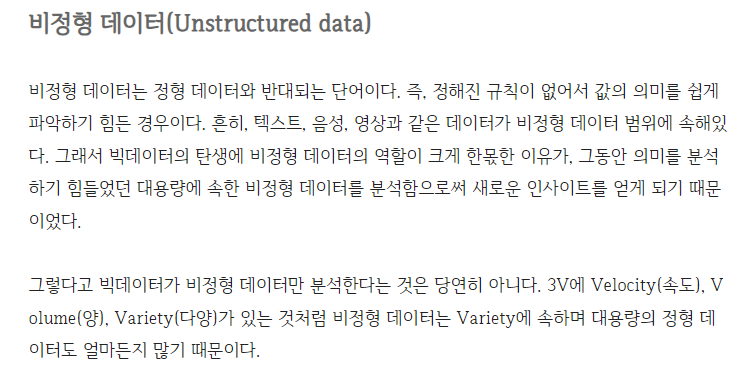 비정형 데이터(Unstructured data)
비정형 데이터는 정형 데이터와 반대되는 단어이다. 즉, 정해진 규칙이 없어서 값의 의미를 쉽게
파악하기 힘든 경우이다. 흔히, 텍스트, 음성, 영상과 같은 데이터가 비정형 데이터 범위에 속해있
다. 그래서 빅데이터의 탄생에 비정형 데이터의 역할이 크게 한몫한 이유가, 그동안 의미를 분석
하기 힘들었던 대용량에 속한 비정형 데이터를 분석함으로써 새로운 인사이트를 얻게 되기 때문
이었다.
그렇다고 빅데이터가 비정형 데이터만 분석한다는 것은 당연히 아니다. 3V에 Velocity(속도), V
olume(양), Variety(다양)가 있는 것처럼 비정형 데이터는 Variety에 속하며 대용량의 정형 데
이터도 얼마든지 많기 때문이다.